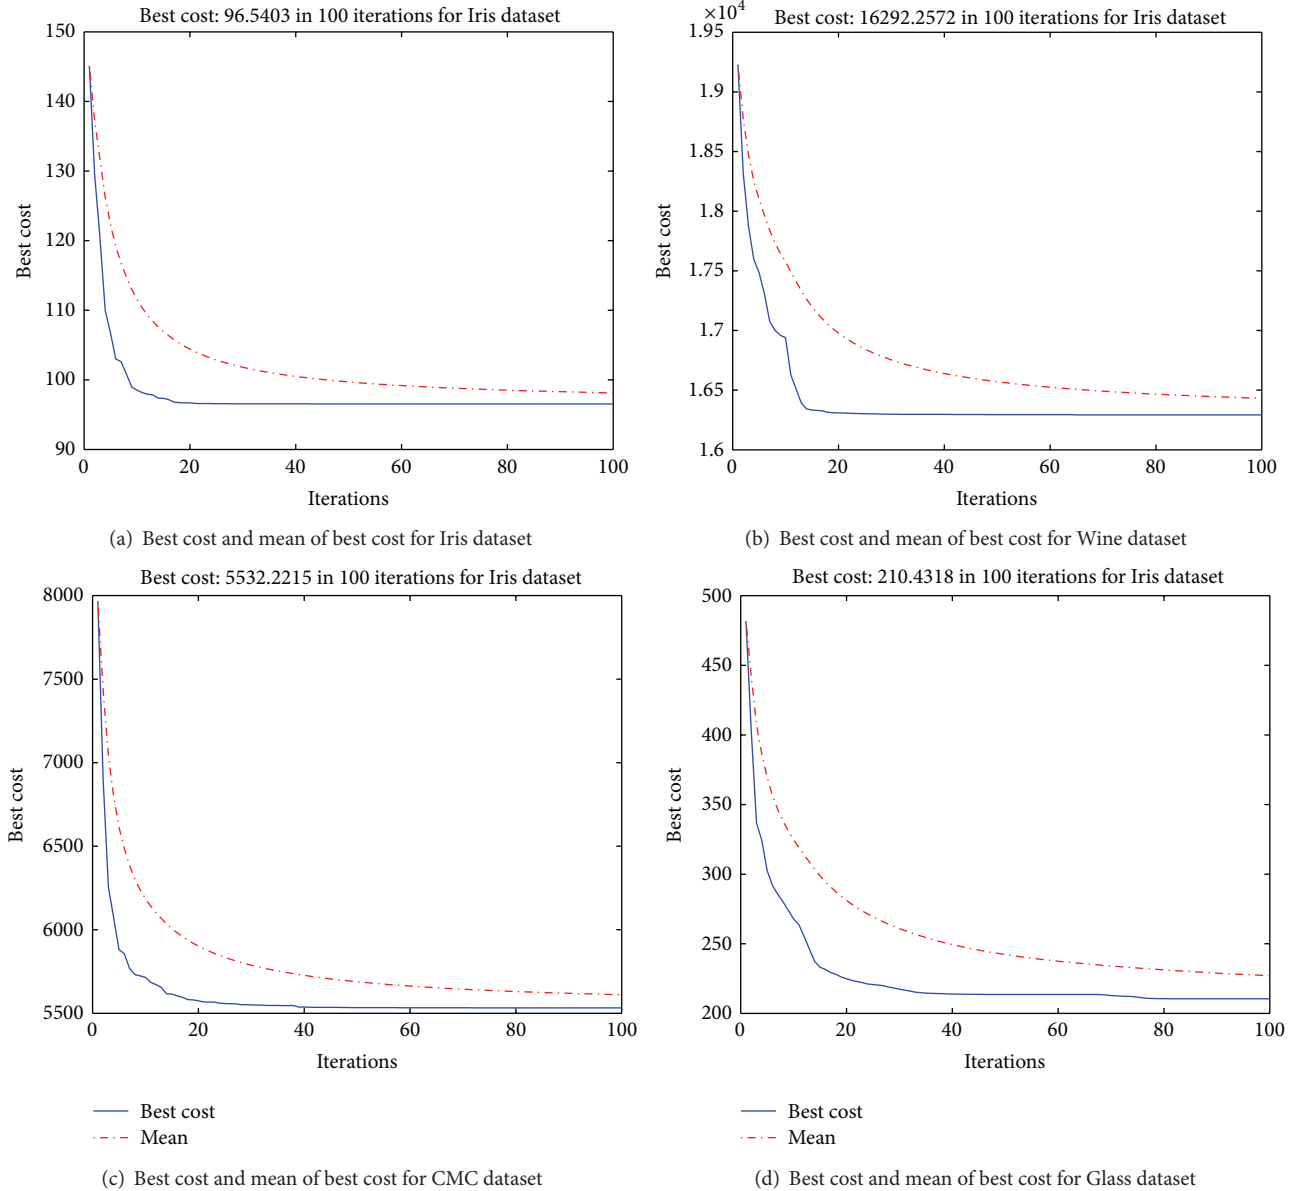 Best cost: 96.5403 in 100 iterations for Iris dataset
150
140
130
120
110
100
90
Best cost
0 20 40 60 80 100
Iterations
(a) Best cost and mean of best cost for Iris dataset
×10⁴
Best cost: 16292.2572 in 100 iterations for Iris dataset
1.95
1.9
1.85
1.8
1.75
1.7
1.65
1.6
Best cost
0 20 40 60 80 100
Iterations
(b) Best cost and mean of best cost for Wine dataset
Best cost: 5532.2215 in 100 iterations for Iris dataset
8000
7500
7000
6500
6000
5500
Best cost
0 20 40 60 80 100
Iterations
Best cost
Mean
(c) Best cost and mean of best cost for CMC dataset
Best cost: 210.4318 in 100 iterations for Iris dataset
500
450
400
350
300
250
200
Best cost
0 20 40 60 80 100
Iterations
Best cost
Mean
(d) Best cost and mean of best cost for Glass dataset